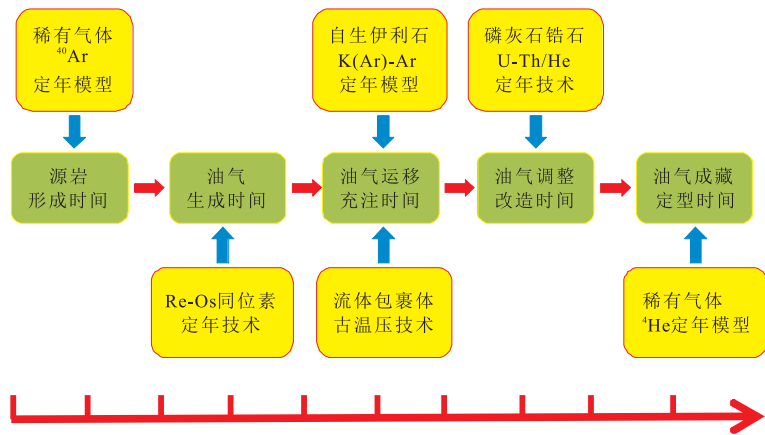 稀有气体
⁴⁰Ar
定年模型
自生伊利石
K(Ar)-Ar
定年模型
磷灰石锆石
U-Th/He
定年技术
源岩
形成时间
油气
生成时间
油气运移
充注时间
油气调整
改造时间
油气成藏
定型时间
Re-Os同位素
定年技术
流体包裹体
古温压技术
稀有气体
⁴He定年模型